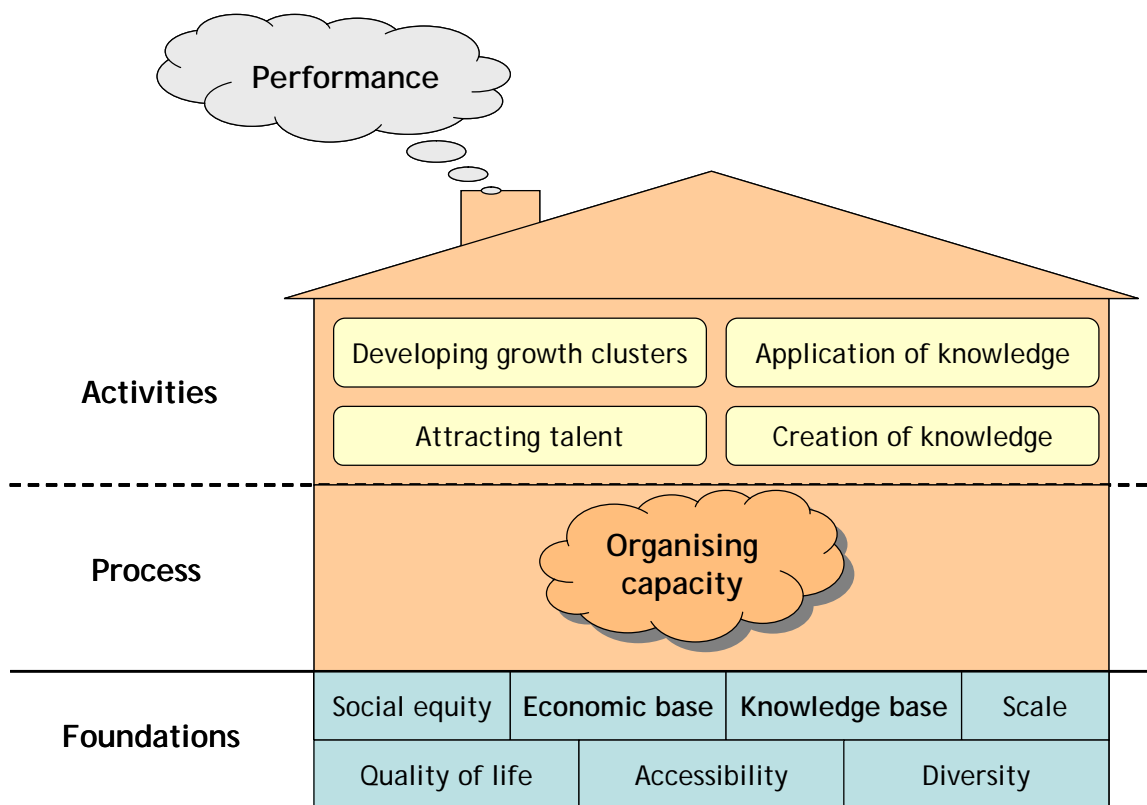 Performance
Developing growth clusters
Application of knowledge
Activities
Attracting talent
Creation of knowledge
Process
Organising
capacity
Foundations
Social equity
Economic base
Knowledge base
Scale
Quality of life
Accessibility
Diversity